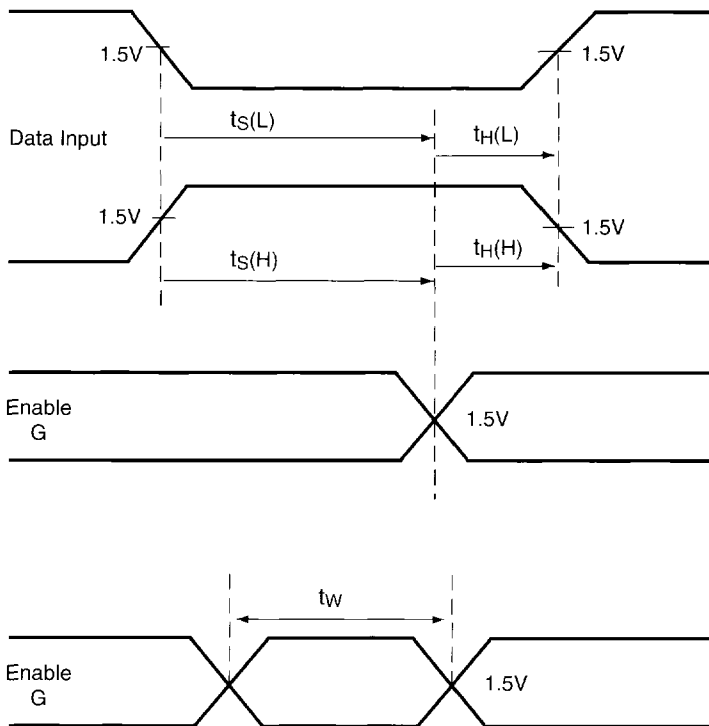 1.5V
1.5V
tS(L)
Data Input
tH(L)
1.5V
1.5V
tS(H)
tH(H)
Enable
G
1.5V
tW
Enable
G
1.5V